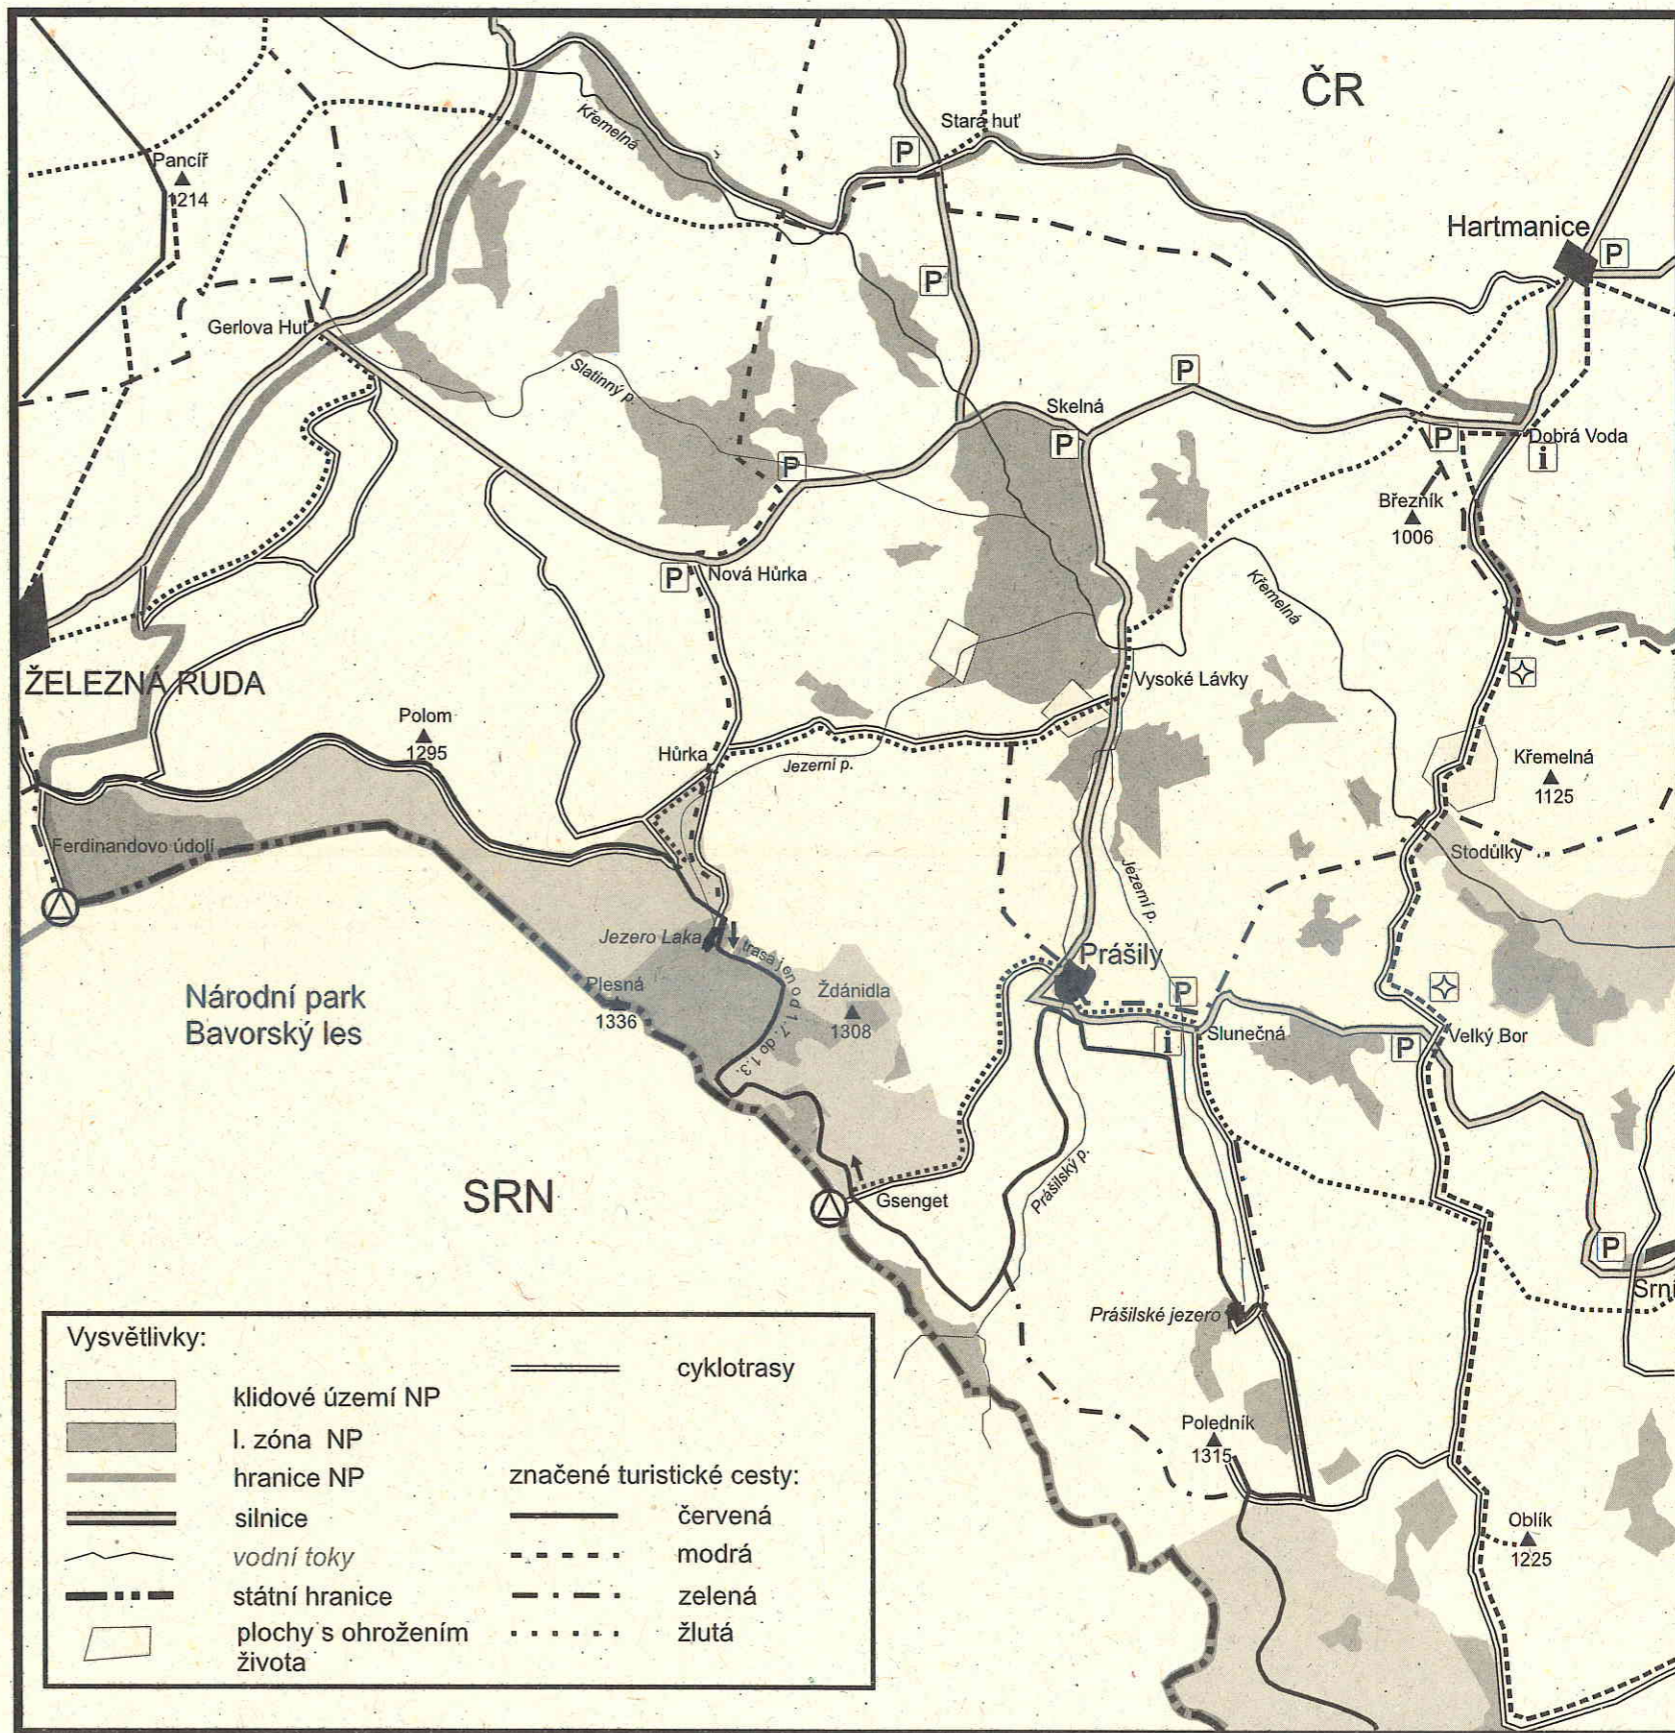 ČR
Křemelná
Stará huť
P
Pancíř
1214
Hartmanice
P
P
Gerlova Huť
Slatinný p.
P
Skelná
P
P
Dobrá Voda
i
P
Březník
1006
P
Nová Hůrka
Křemelná
ŽELEZNÁ RUDA
Vysoké Lávky
Polom
1295
Hůrka
Jezerní p.
Křemelná
1125
Ferdinandovo údolí
Stodůlky
Jezerní p.
Jezero Laka
trasa jen od 1.7. do 1.3.
Prášily
Národní park
Bavorský les
Plesná
1336
Ždánidla
1308
P
i
Slunečná
P
Velký Bor
SRN
Gsenget
Prášilský p.
P
Srní
Prášilské jezero
Poledník
1315
Oblík
1225
Vysvětlivky:
klidové území NP
I. zóna NP
hranice NP
silnice
vodní toky
státní hranice
plochy s ohrožením
života
cyklotrasy
značené turistické cesty:
červená
modrá
zelená
žlutá